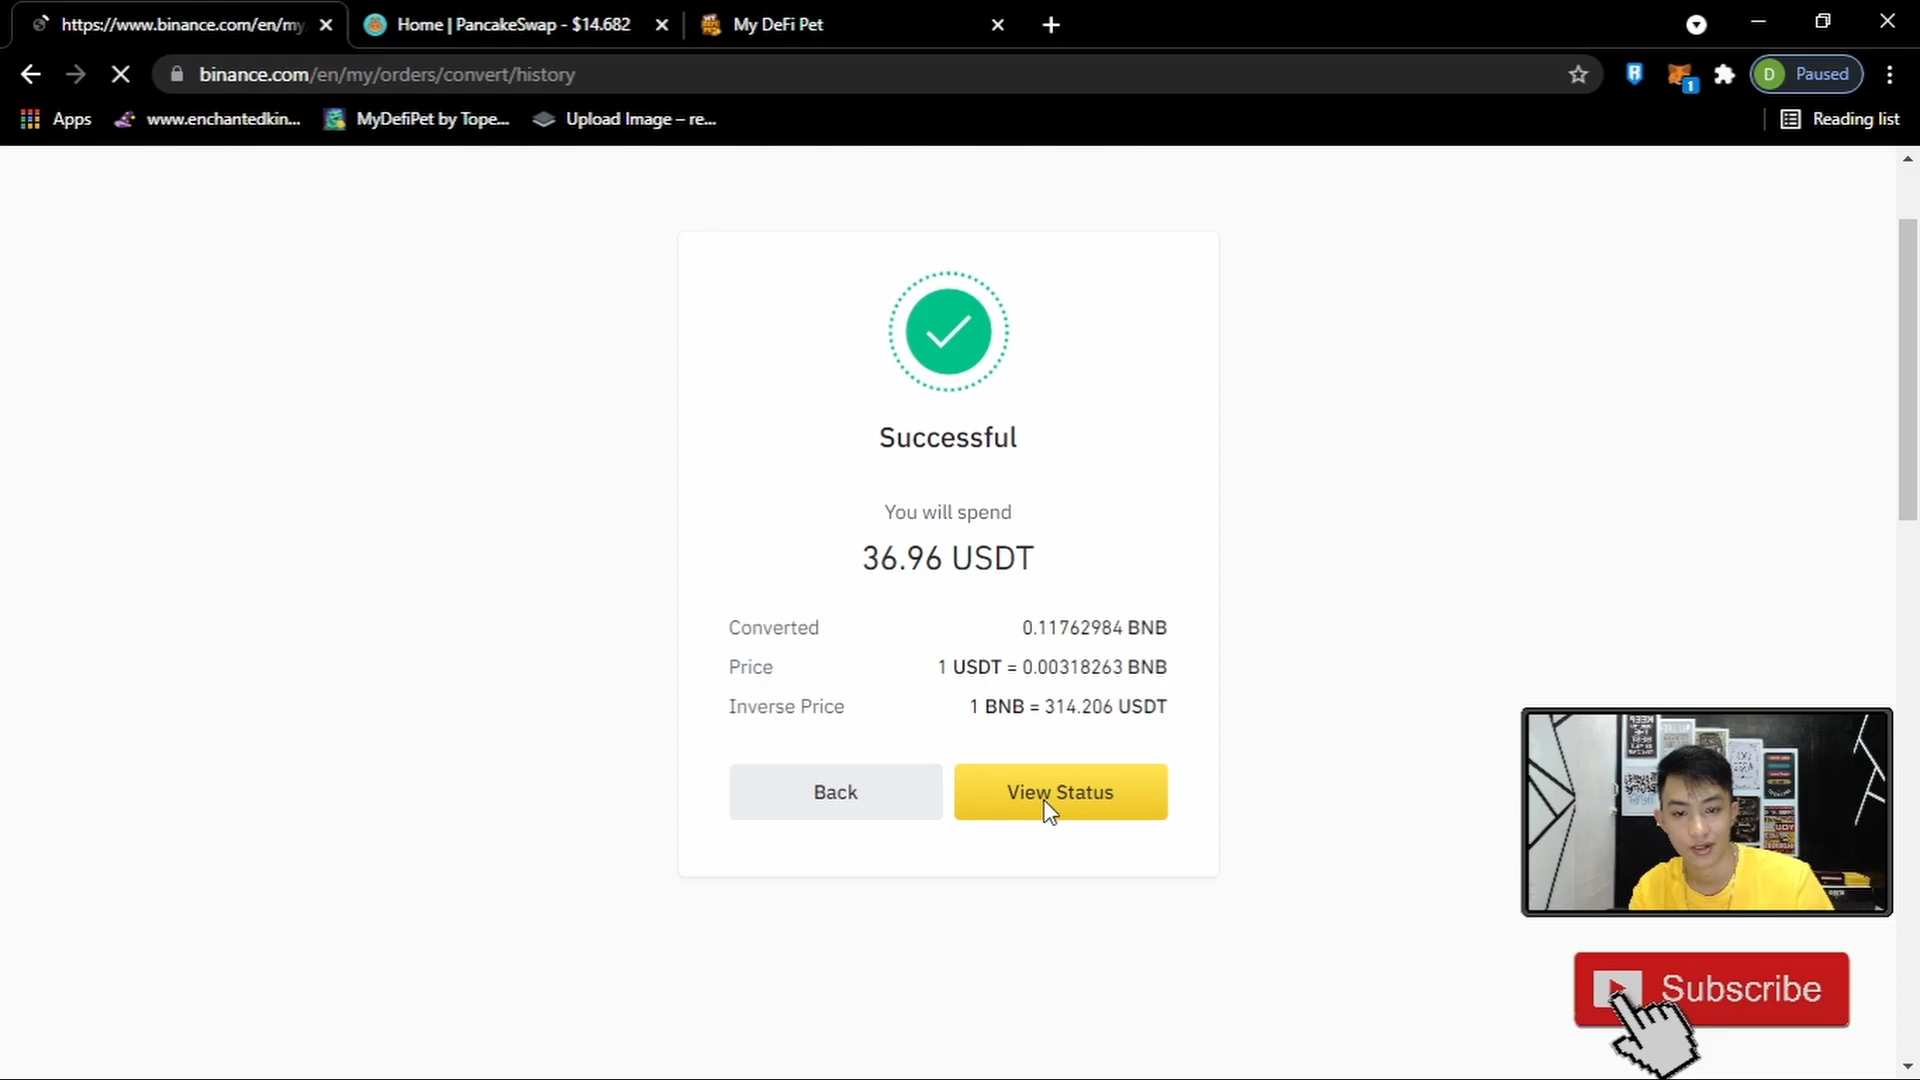 https://www.binance.com/en/my
Home | PancakeSwap - $14.682
My DeFi Pet
binance.com/en/my/orders/convert/history
1
D
Paused
Apps
www.enchantedkin...
MyDefiPet by Tope...
Upload Image – re...
Reading list
Successful
You will spend
36.96 USDT
Converted
0.11762984 BNB
Price
1 USDT = 0.00318263 BNB
Inverse Price
1 BNB = 314.206 USDT
Back
View Status
Subscribe